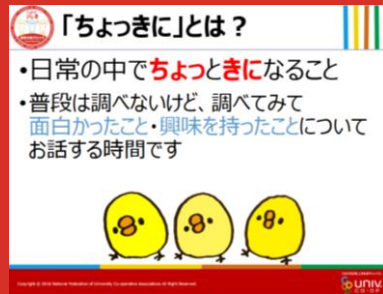 「ちょっきに」とは？
•日常の中でちょっときになること
•普段は調べないけど、調べてみて
面白かったこと・興味を持ったことについて
お話する時間です
UNIV.
CO-OP